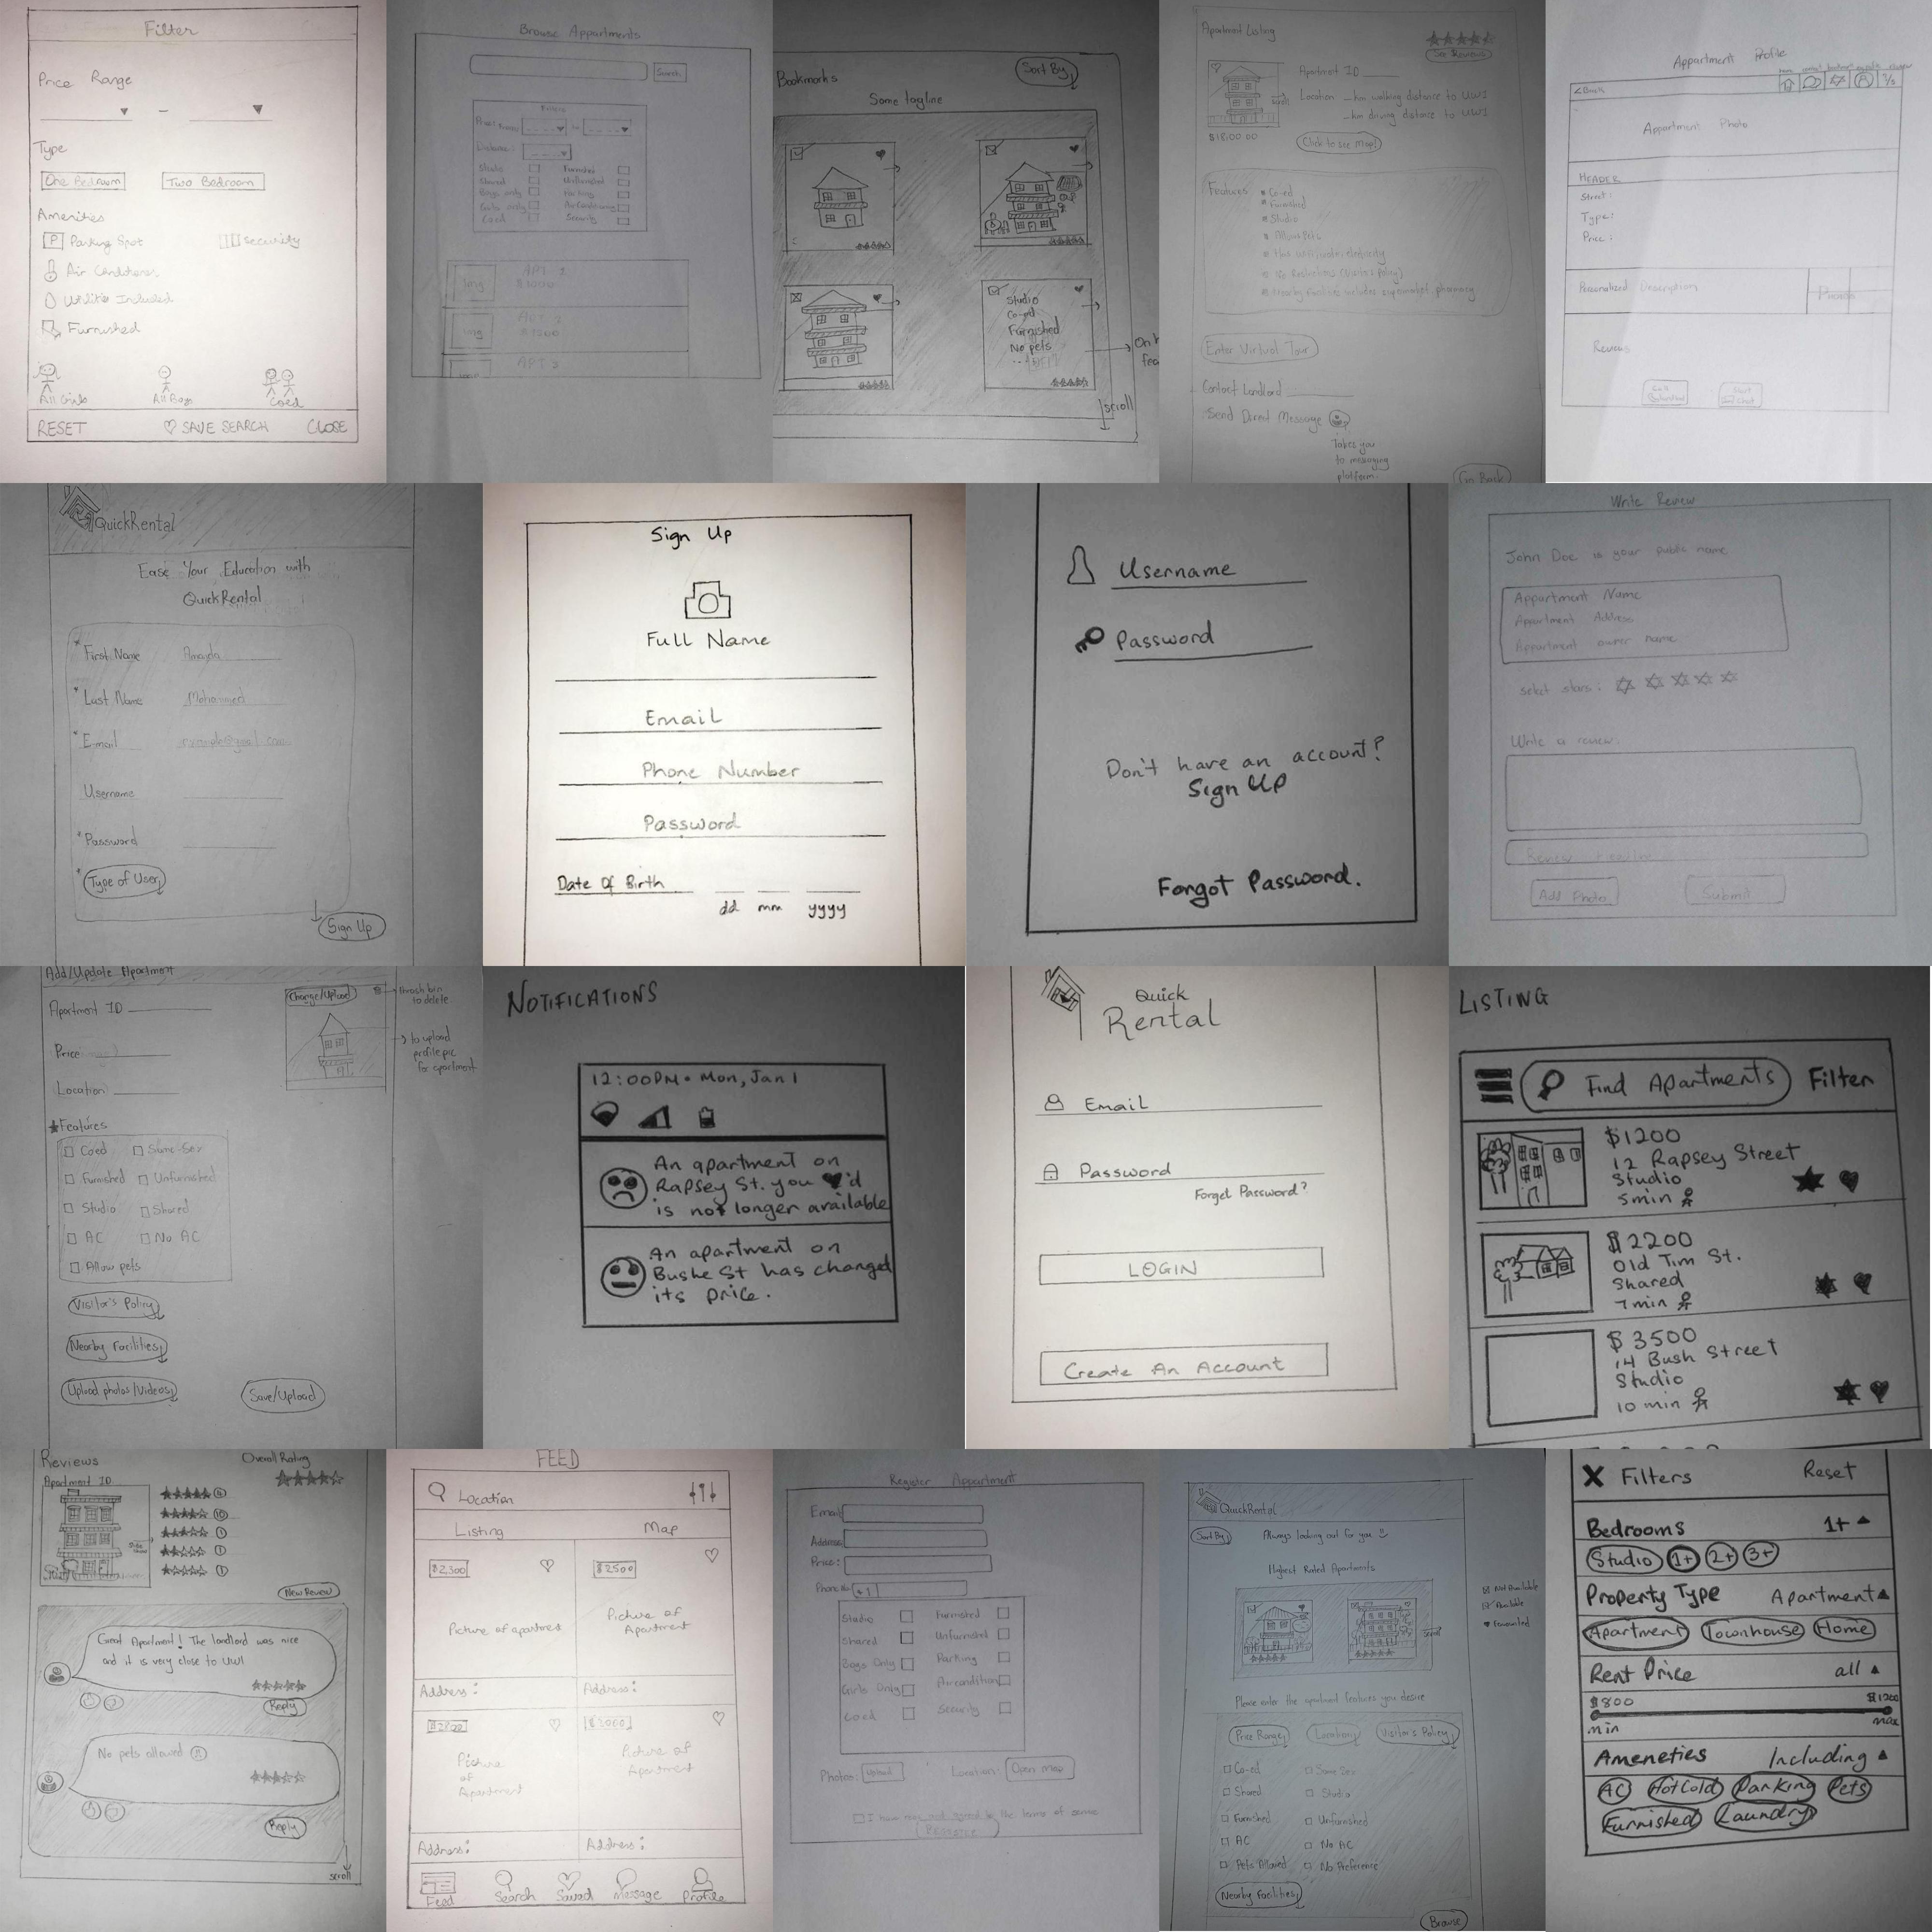 Filter
Price Range
Type
One Bedroom Two Bedroom
Amenities
P Parking Spot security
Air Conditioner
Utilities Included
Furnished
All Girls All Boys Coed
RESET SAVE SEARCH CLOSE
Browse Appartments
Search
Distance:
Studio Furnished
Shared Unfurnished
Boys only
Girls only Airconditioning
Coed Security
APT 1
$1000
APT 2
$1200
APT 3
Bookmarks Sort By
Some tagline
Studio
Co-ed
Furnished
No pets
scroll
Apartment Listing
See Reviews
Apartment ID
Location -km walking distance to UWI
-km driving distance to UWI
$1800.00
Click to see map!
Features
Co-ed
Furnished
Studio
Allows Pets
No Restrictions (Visitor's Policy)
Nearby Facilities includes supermarket, pharmacy
Enter Virtual Tour
Contact Landlord
Send Direct Message
Takes you
to messaging
platform.
Go Back
Appartment Profile
< Back
Appartment Photo
HEADER
Street:
Type:
Price:
Personalized Description
Reviews
QuickRental
Ease Your Education with
QuickRental
* First Name Amanda
* Last Name Mohammed
* E-mail example@gmail.com
Username
* Password
* Type of User
Sign Up
Sign Up
Full Name
Email
Phone Number
Password
Date Of Birth
dd mm yyyy
Username
Password
Don't have an account?
Sign Up
Forgot Password.
Write Review
John Doe is your public name
Appartment Name
Appartment Address
Appartment owner name
select stars:
Write a review:
Add Photo Submit
Add/Update Apartment
Apartment ID
Change/Upload
trash bin
to delete
Price
to upload
profile pic
for apartment
Location
Features
Coed Same-Sex
Furnished Unfurnished
Studio Shared
AC No AC
Allow pets
Visitor's Policy
Nearby Facilities
Upload photos/videos Save/Upload
NOTIFICATIONS
12:00PM • Mon, Jan 1
An apartment on
Rapsey St. you ♥'d
is not longer available
An apartment on
Bushe St has changed
its price.
Quick
Rental
Email
Password
Forget Password?
LOGIN
Create An Account
LISTING
Find Apartments Filter
$1200
12 Rapsey Street
Studio
5min
$2200
Old Tim St.
Shared
7min
$3500
14 Bush Street
Studio
10 min
Reviews Overall Rating
Apartment ID
New Review
Great Apartment! The landlord was nice
and it is very close to UWI
Reply
No pets allowed
Reply
scroll
FEED
Location
Listing Map
$2,300 $2500
Picture of apartment Picture of
Apartment
Address: Address:
$3000
Picture
of
Apartment
Picture of
Apartment
Address: Address:
Feed Search Saved Message Profile
Register Appartment
Email
Address
Price:
Phone No +1
Studio Furnished
Shared Unfurnished
Boys Only Parking
Girls Only Aircondition
Coed Security
Photos: Upload Location: Open map
I have read and agreed to the terms of service
REGISTER
QuickRental
Sort By Always looking out for you
Highest Rated Apartments
Not Available
Available
Favourited
Please enter the apartment features you desire
Price Range Location Visitor's Policy
Co-ed Same Sex
Shared Studio
Furnished Unfurnished
AC No AC
Pets Allowed No Preference
Nearby Facilities
Browse
X Filters Reset
Bedrooms 1+
Studio 1+ 2+ 3+
Property Type Apartment
Apartment Townhouse Home
Rent Price all
$800 $1200
min max
Ameneties Including
AC HotCold Parking Pets
Furnished Laundry